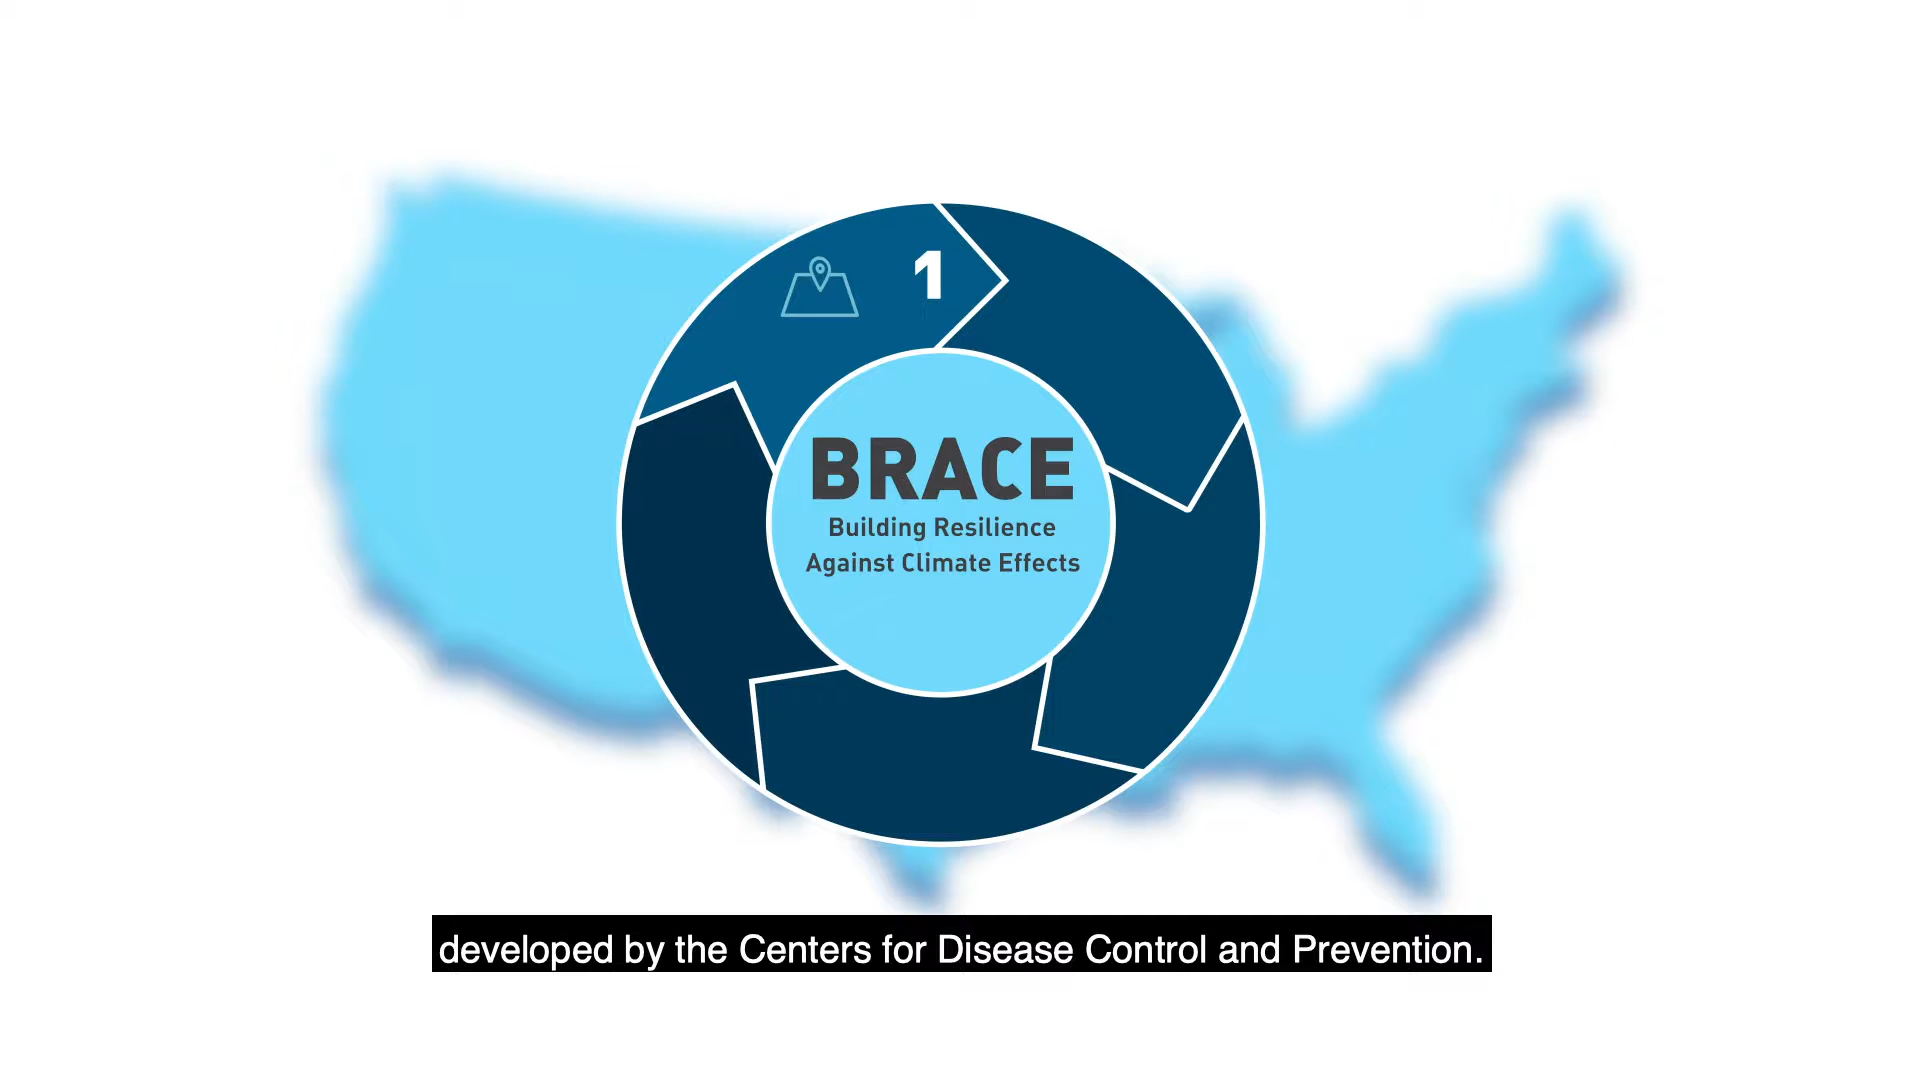 1
BRACE
Building Resilience
Against Climate Effects
developed by the Centers for Disease Control and Prevention.